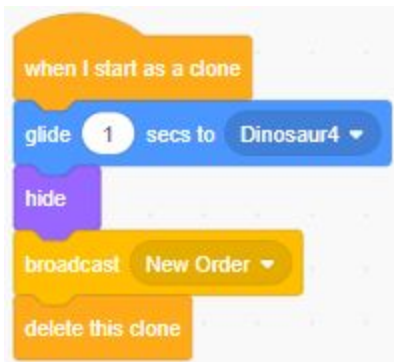 when I start as a clone
glide 1 secs to Dinosaur4
hide
broadcast New Order
delete this clone